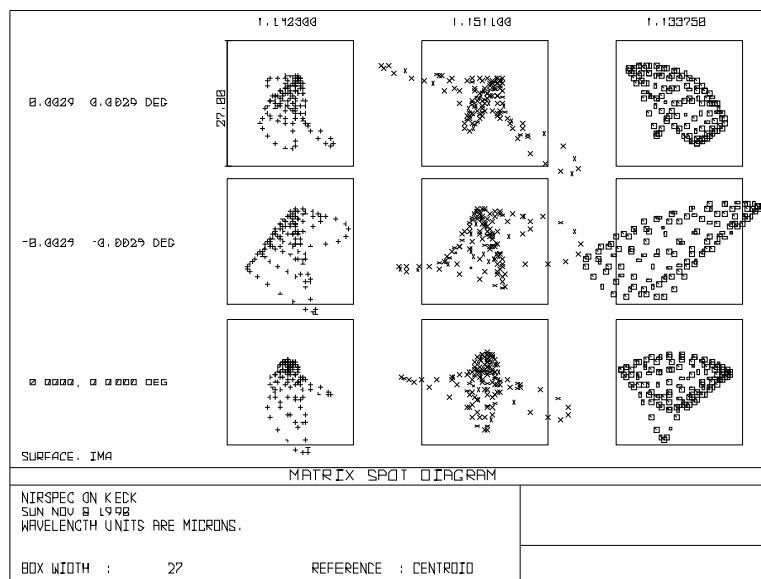 1.142300 1.151100 1.133750
0.0029 0.0029 DEG
27.00
-0.0029 -0.0029 DEG
0.0000, 0.0000 DEG
SURFACE. IMA
MATRIX SPOT DIAGRAM
NIRSPEC ON KECK
SUN NOV 8 1998
WAVELENGTH UNITS ARE MICRONS.
BOX WIDTH : 27 REFERENCE : CENTROID